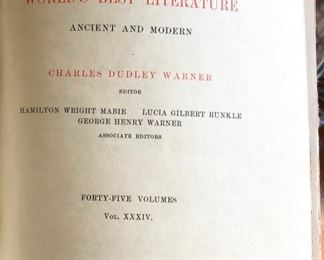 WORLD'S BEST LITERATURE
ANCIENT AND MODERN
CHARLES DUDLEY WARNER
EDITOR
HAMILTON WRIGHT MABIE LUCIA GILBERT RUNKLE
GEORGE HENRY WARNER
ASSOCIATE EDITORS
FORTY-FIVE VOLUMES
VOL. XXXIV.